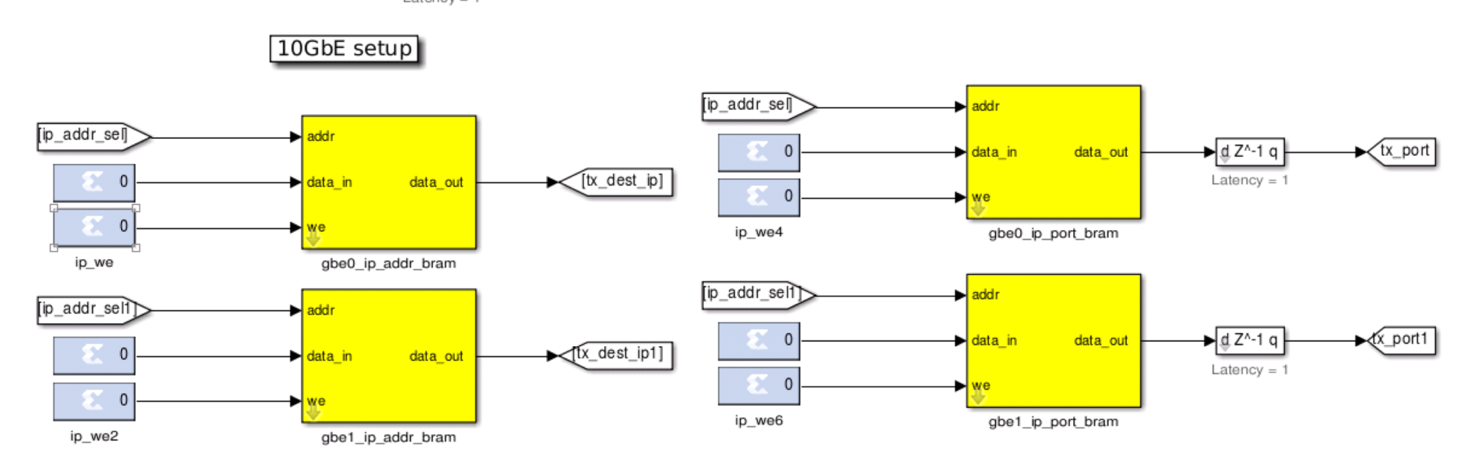 Latency = 1
10GbE setup
[ip_addr_sel]
0
0
ip_we
addr
data_in
we
data_out
gbe0_ip_addr_bram
[tx_dest_ip]
[ip_addr_sel1]
0
0
ip_we2
addr
data_in
we
data_out
gbe1_ip_addr_bram
[tx_dest_ip1]
[ip_addr_sel]
0
0
ip_we4
addr
data_in
we
data_out
gbe0_ip_port_bram
d Z^-1 q
Latency = 1
tx_port
[ip_addr_sel1]
0
0
ip_we6
addr
data_in
we
data_out
gbe1_ip_port_bram
d Z^-1 q
Latency = 1
tx_port1